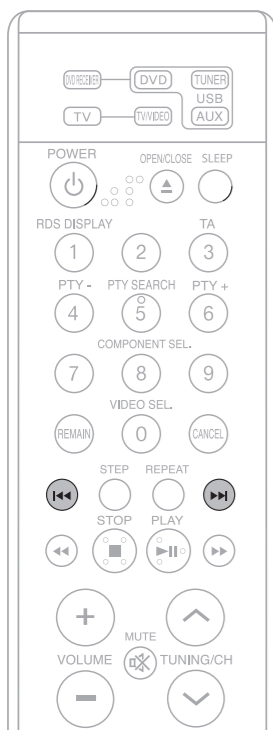 DVD RECEIVER DVD TUNER
USB
TV TV/VIDEO AUX
POWER OPEN/CLOSE SLEEP
RDS DISPLAY TA
1 2 3
PTY - PTY SEARCH PTY +
4 5 6
COMPONENT SEL.
7 8 9
VIDEO SEL.
REMAIN 0 CANCEL
STEP REPEAT
STOP PLAY
MUTE
VOLUME TUNING/CH